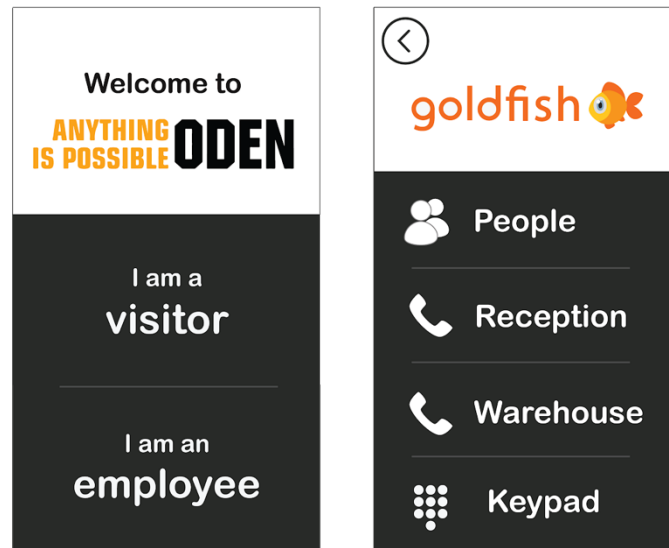 Welcome to
ANYTHING
IS POSSIBLE ODEN
I am a
visitor
I am an
employee
goldfish
People
Reception
Warehouse
Keypad